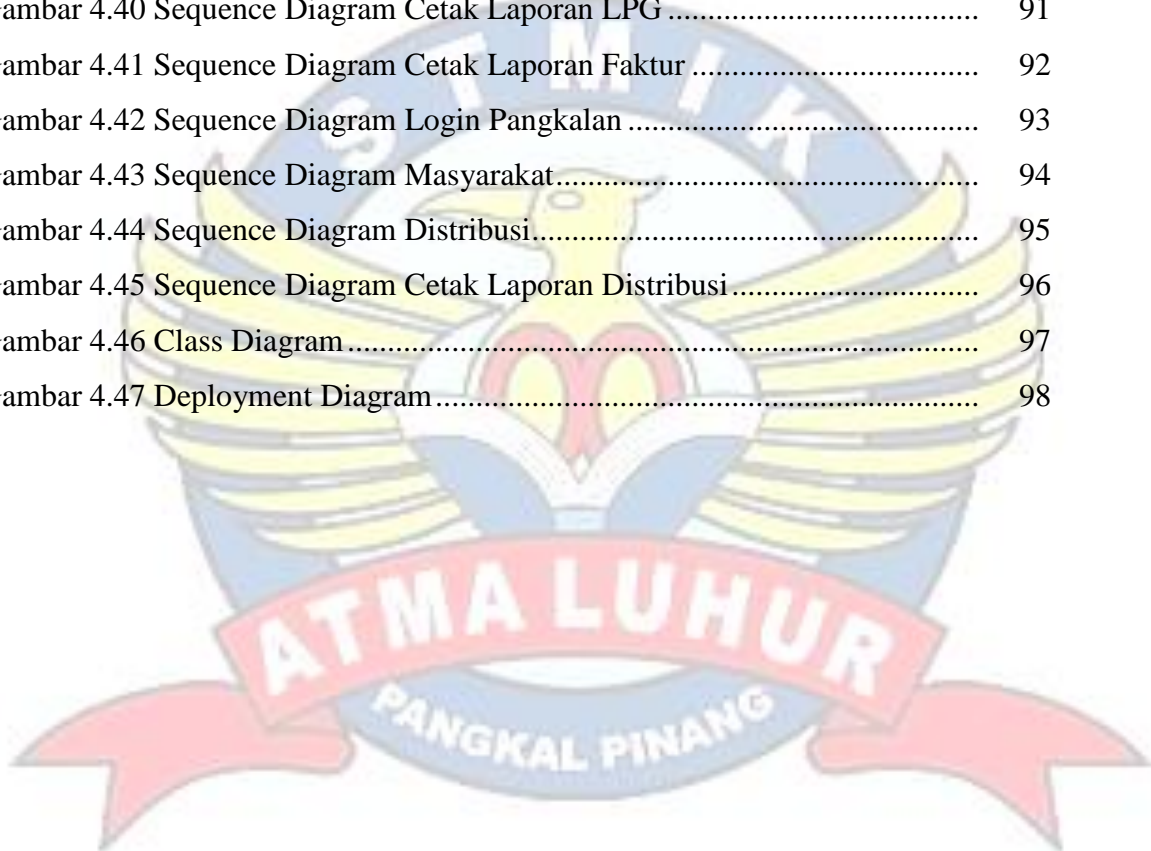 ambar 4.40 Sequence Diagram Cetak Laporan LPG ................................................ 91
ambar 4.41 Sequence Diagram Cetak Laporan Faktur ............................................ 92
ambar 4.42 Sequence Diagram Login Pangkalan ...................................................... 93
ambar 4.43 Sequence Diagram Masyarakat................................................................ 94
ambar 4.44 Sequence Diagram Distribusi................................................................... 95
ambar 4.45 Sequence Diagram Cetak Laporan Distribusi...................................... 96
ambar 4.46 Class Diagram............................................................................................. 97
ambar 4.47 Deployment Diagram................................................................................ 98
STMIK
ATMA LUHUR
PANGKAL PINANG